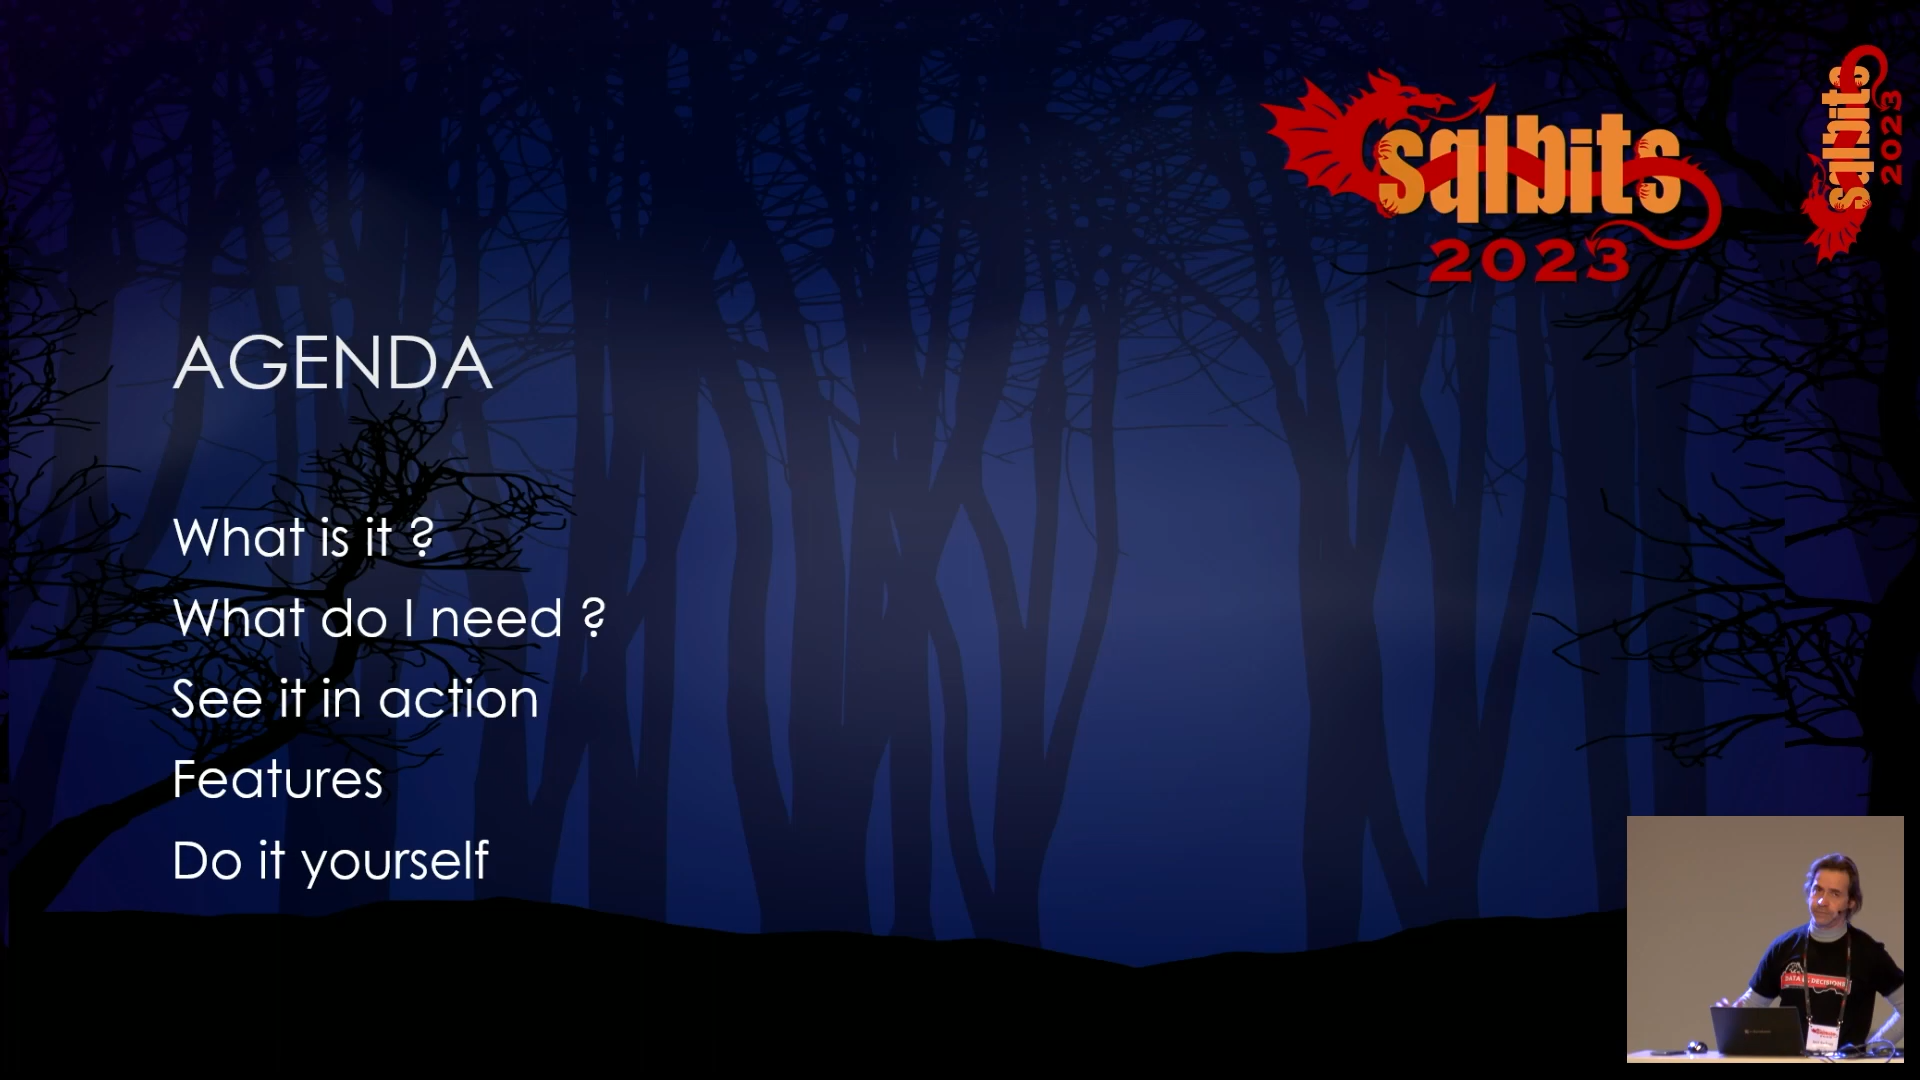 sqlbits
2023
sqlbits
2023
AGENDA
What is it ?
What do I need ?
See it in action
Features
Do it yourself
DECISIONS